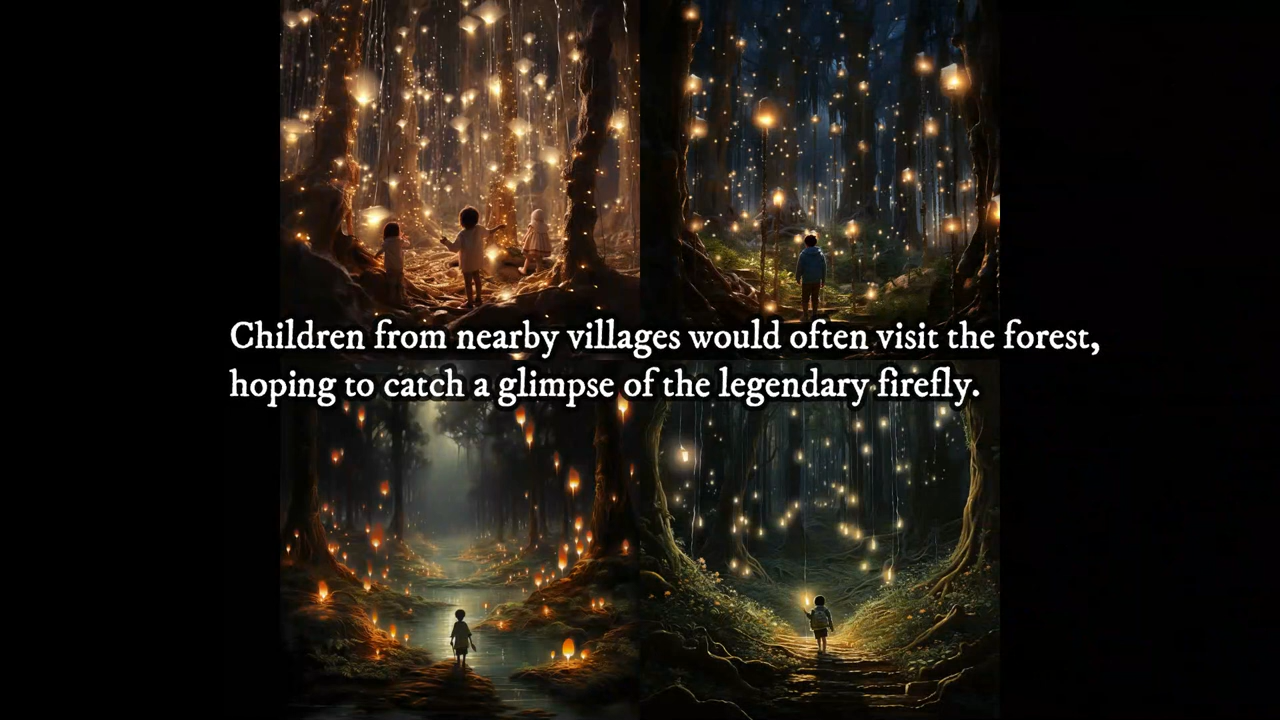 Children from nearby villages would often visit the forest,
hoping to catch a glimpse of the legendary firefly.